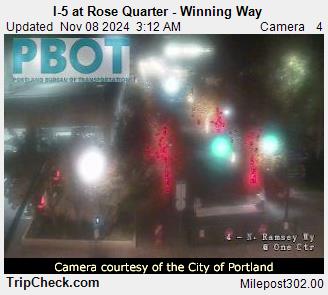 I-5 at Rose Quarter - Winning Way
Updated Nov 08 2024 3:12 AM Camera 4
PBOT
PORTLAND BUREAU OF TRANSPORTATION
4 - N. Ramsey Wy
@ One Ctr
Camera courtesy of the City of Portland
TripCheck.com Milepost302.00